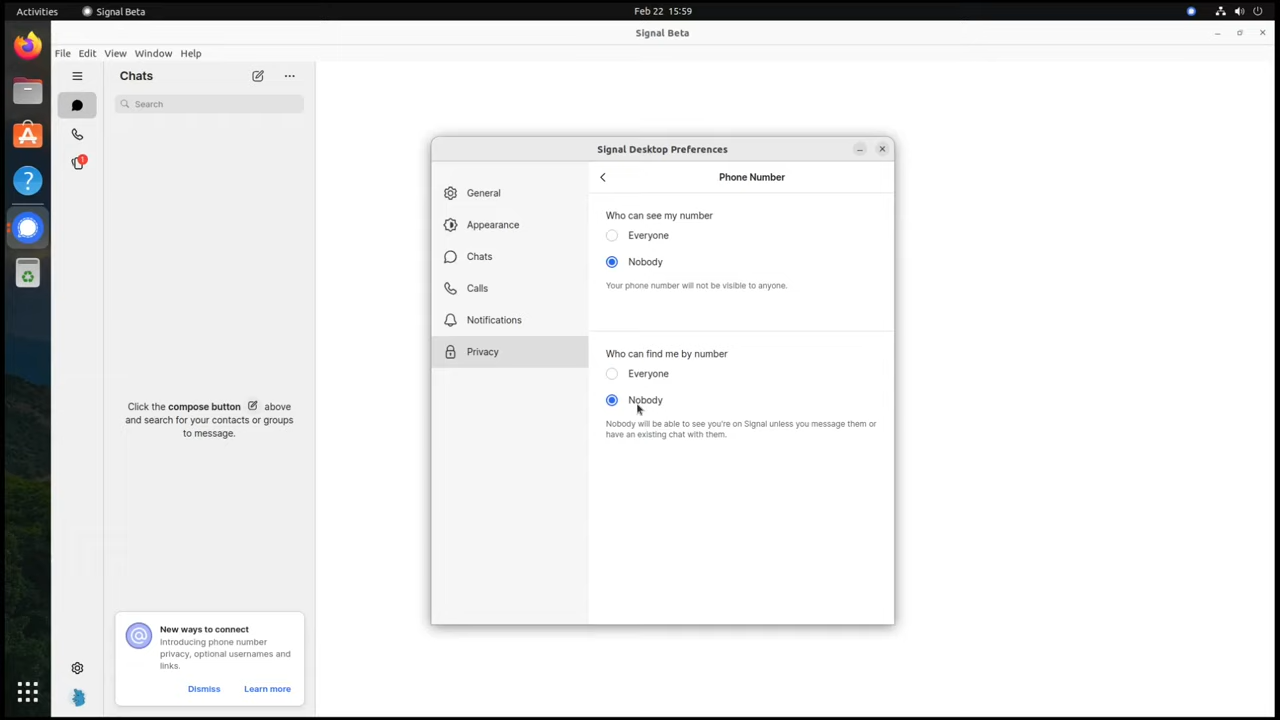 Activities
Signal Beta
Feb 22 15:59
Signal Beta
File Edit View Window Help
Chats
Search
Click the compose button above
and search for your contacts or groups
to message.
New ways to connect
Introducing phone number
privacy, optional usernames and
links.
Dismiss
Learn more
1
Signal Desktop Preferences
General
Appearance
Chats
Calls
Notifications
Privacy
Phone Number
Who can see my number
Everyone
Nobody
Your phone number will not be visible to anyone.
Who can find me by number
Everyone
Nobody
Nobody will be able to see you're on Signal unless you message them or
have an existing chat with them.